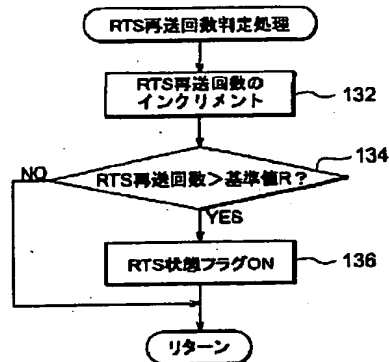 RTS再送回数判定処理
RTS再送回数の
インクリメント
132
134
NO
RTS再送回数>基準値R?
YES
RTS状態フラグON
136
リターン